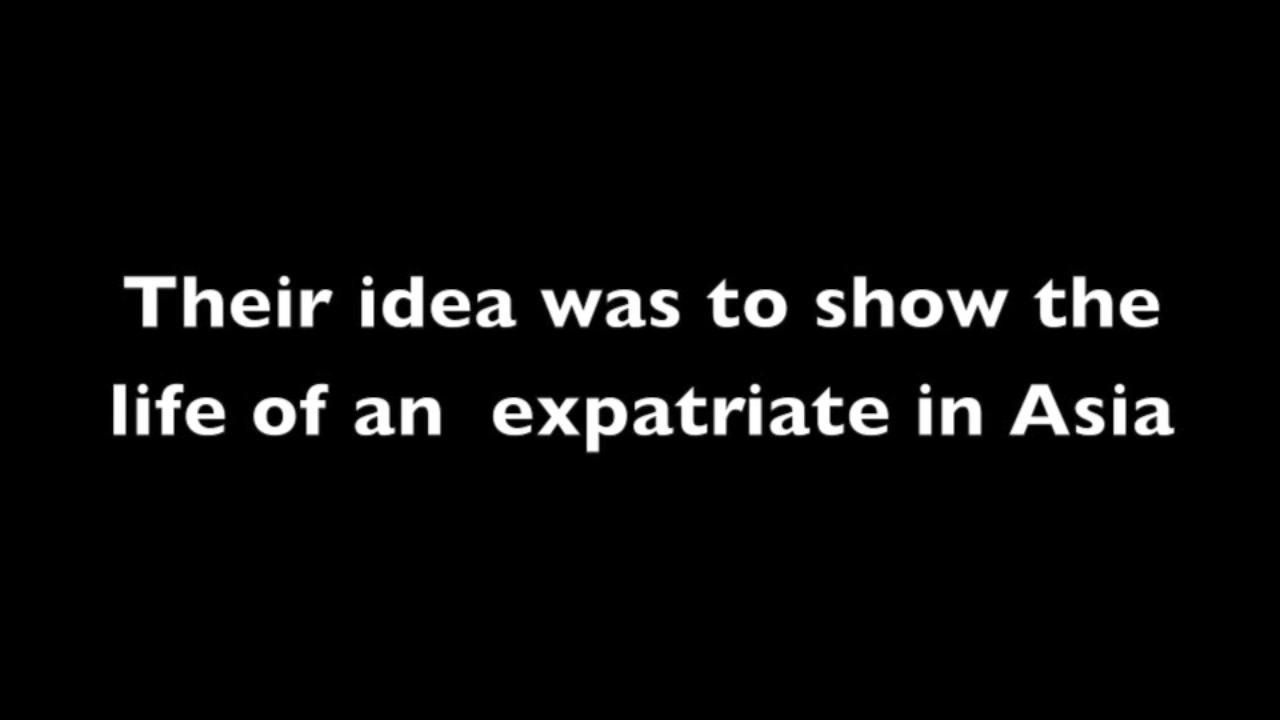 Their idea was to show the
life of an  expatriate in Asia